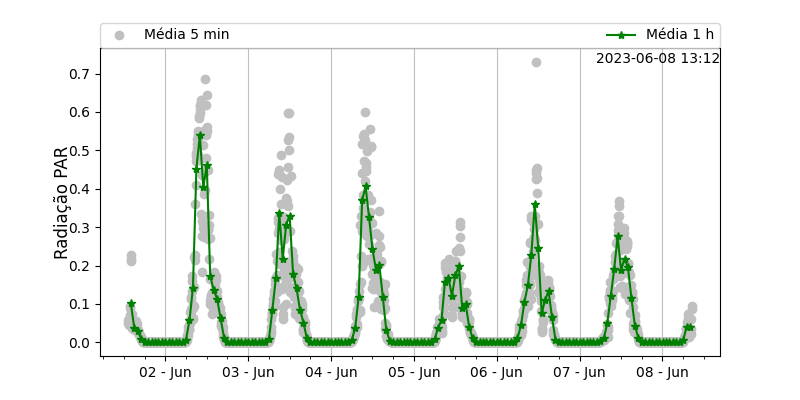 Média 5 min
Média 1 h
2023-06-08 13:12
Radiação PAR
0.7
0.6
0.5
0.4
0.3
0.2
0.1
0.0
02 - Jun
03 - Jun
04 - Jun
05 - Jun
06 - Jun
07 - Jun
08 - Jun